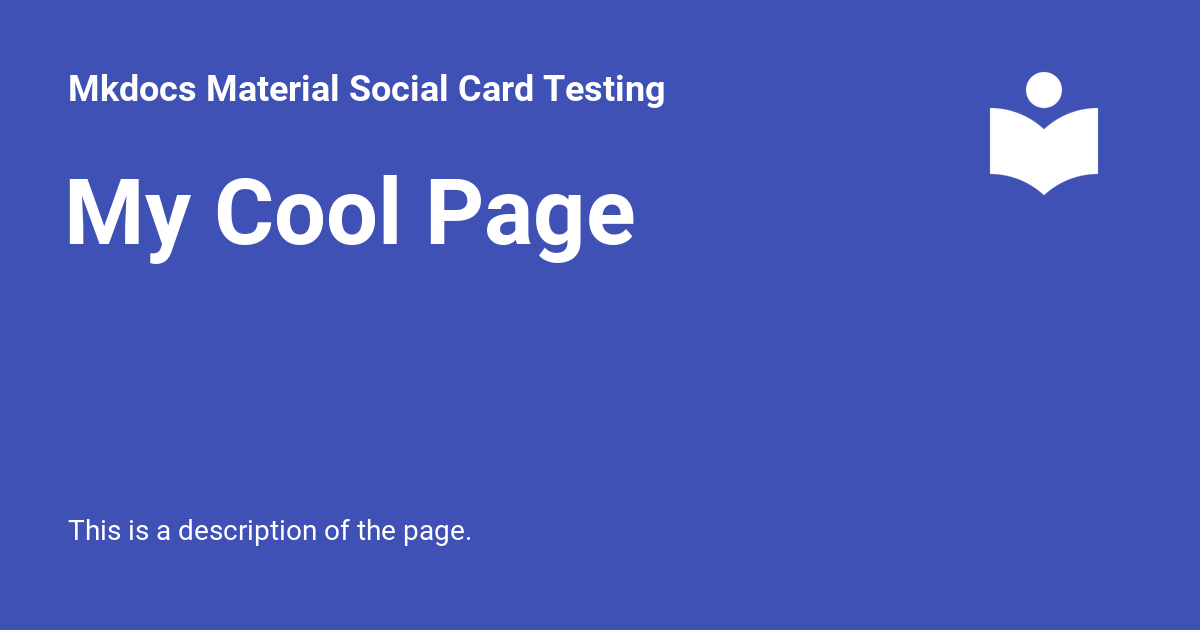 Mkdocs Material Social Card Testing
My Cool Page
This is a description of the page.